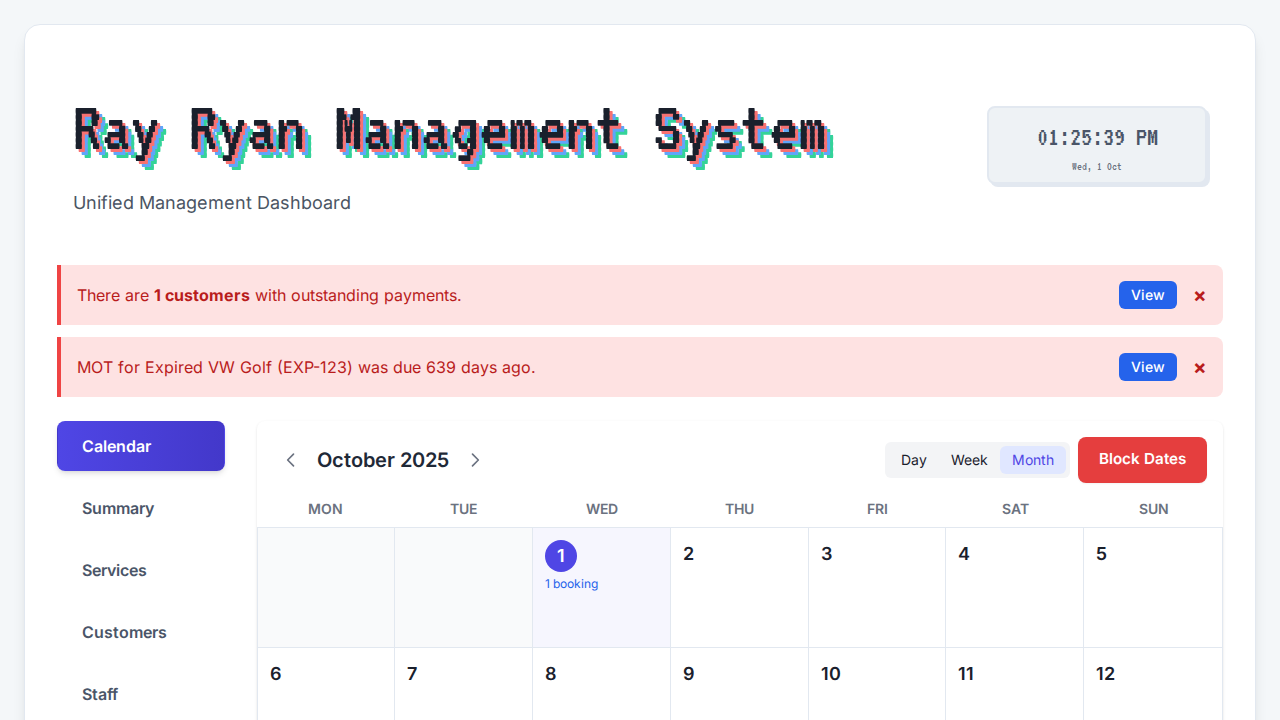 Ray Ryan Management System
01:25:39 PM
Wed, 1 Oct
Unified Management Dashboard
There are 1 customers with outstanding payments. View ×
MOT for Expired VW Golf (EXP-123) was due 639 days ago. View ×
Calendar
Summary
Services
Customers
Staff
October 2025 Day Week Month Block Dates
MON TUE WED THU FRI SAT SUN
1 2 3 4 5
1 booking
6 7 8 9 10 11 12